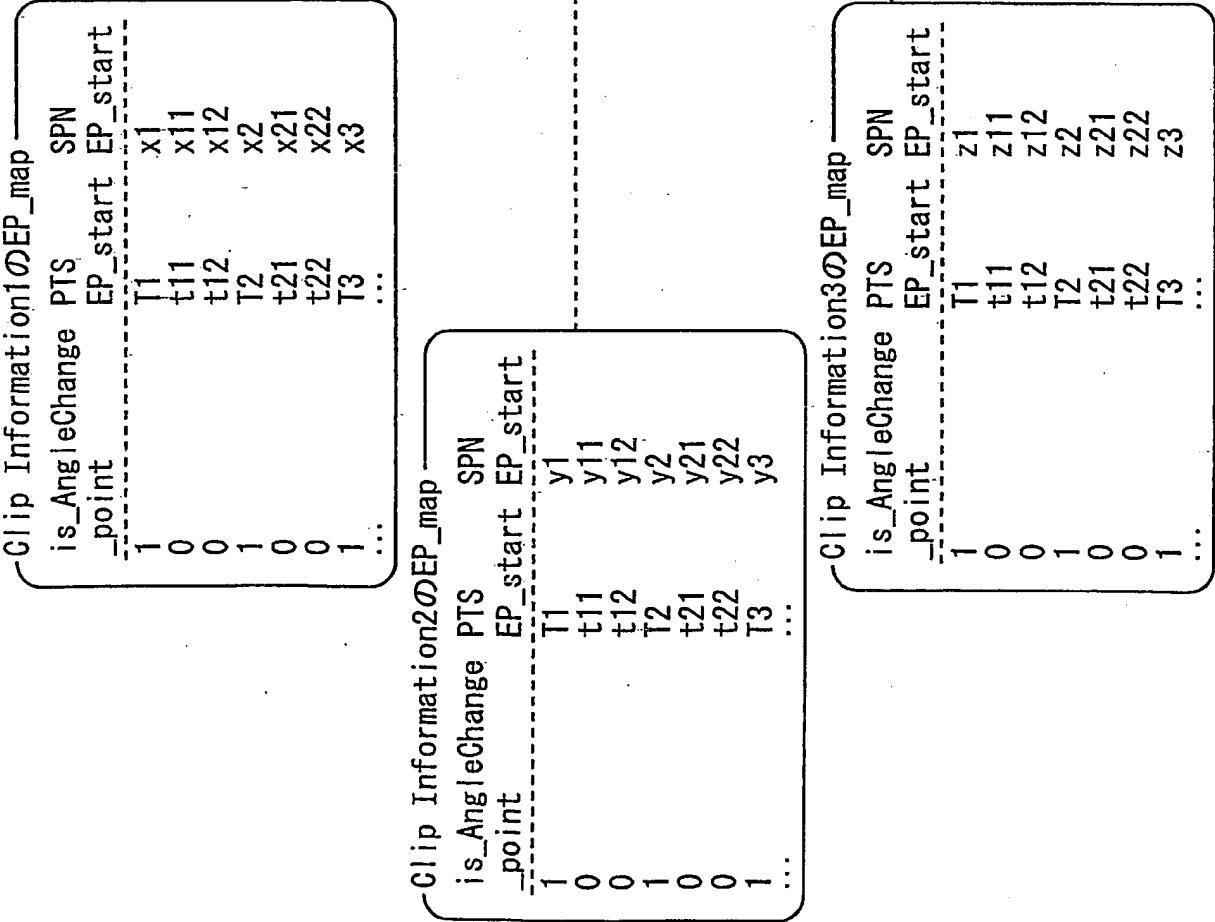 Clip Information1のEP_map
is_AngleChange PTS SPN
_point EP_start EP_start
1 T1 x1
0 t11 x11
0 t12 x12
1 T2 x2
0 t21 x21
0 t22 x22
1 T3 x3
... ...
Clip Information2のEP_map
is_AngleChange PTS SPN
_point EP_start EP_start
1 T1 y1
0 t11 y11
0 t12 y12
1 T2 y2
0 t21 y21
0 t22 y22
1 T3 y3
... ...
Clip Information3のEP_map
is_AngleChange PTS SPN
_point EP_start EP_start
1 T1 z1
0 t11 z11
0 t12 z12
1 T2 z2
0 t21 z21
0 t22 z22
1 T3 z3
... ...